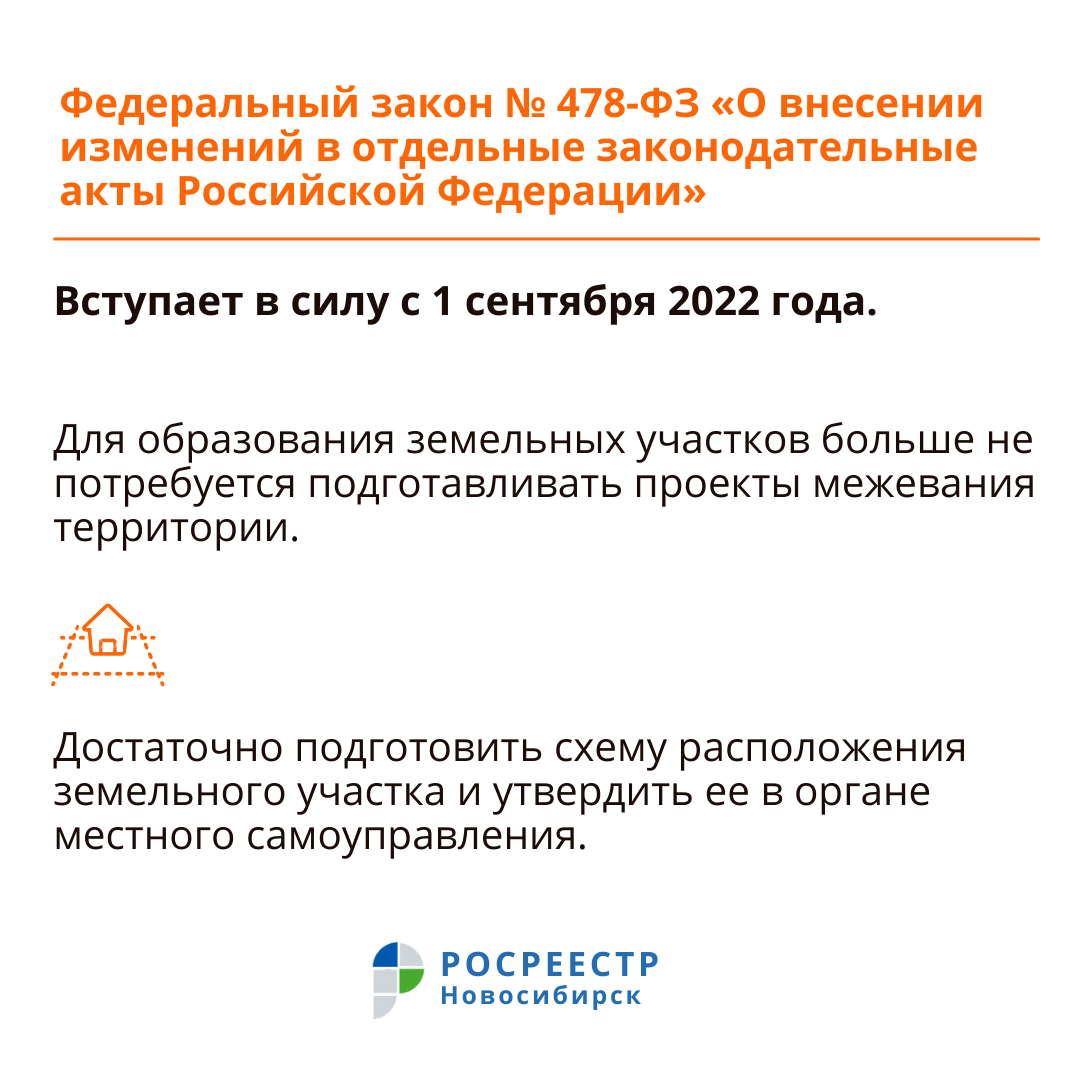 Федеральный закон № 478-ФЗ «О внесении
изменений в отдельные законодательные
акты Российской Федерации»
Вступает в силу с 1 сентября 2022 года.
Для образования земельных участков больше не
потребуется подготавливать проекты межевания
территории.
Достаточно подготовить схему расположения
земельного участка и утвердить ее в органе
местного самоуправления.
РОСРЕЕСТР
Новосибирск